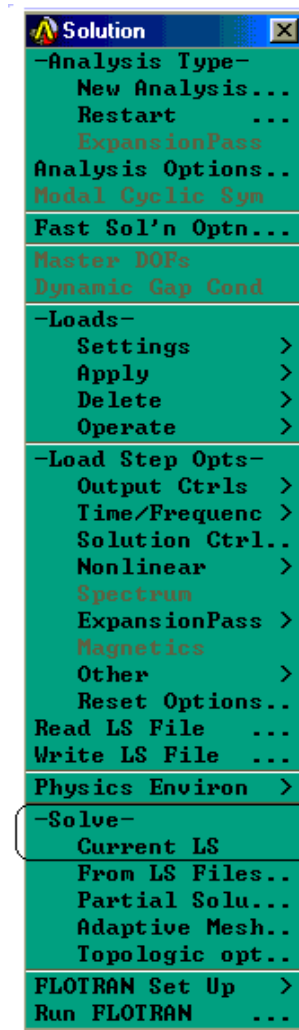 Solution
-Analysis Type-
New Analysis...
Restart ...
ExpansionPass
Analysis Options..
Modal Cyclic Sym
Fast Sol'n Optn...
Master DOFs
Dynamic Gap Cond
-Loads-
Settings >
Apply >
Delete >
Operate >
-Load Step Opts-
Output Ctrls >
Time/Frequenc >
Solution Ctrl..
Nonlinear >
Spectrum
ExpansionPass >
Magnetics
Other >
Reset Options..
Read LS File ...
Write LS File ...
Physics Environ >
-Solve-
Current LS
From LS Files..
Partial Solu...
Adaptive Mesh..
Topologic opt..
FLOTRAN Set Up >
Run FLOTRAN ...